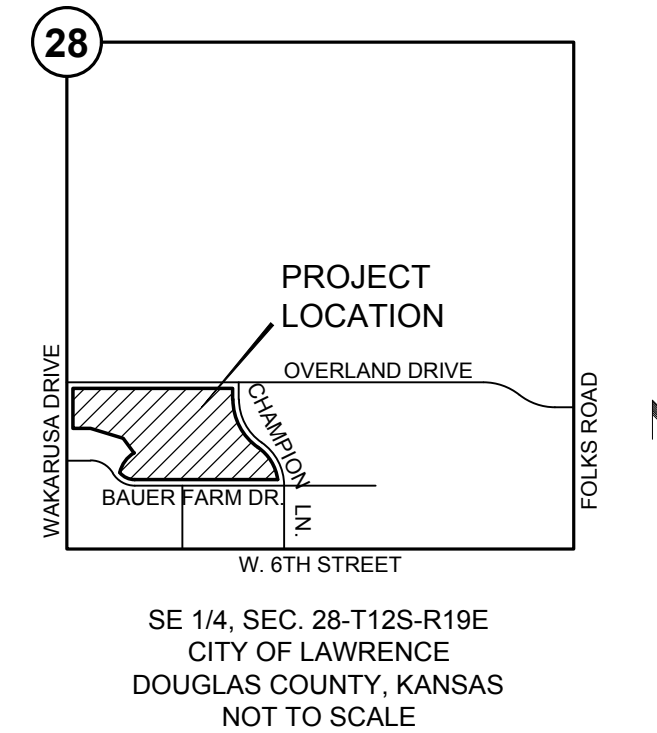 28
PROJECT
LOCATION
OVERLAND DRIVE
WAKARUSA DRIVE
CHAMPION
LN.
FOLKS ROAD
BAUER FARM DR.
W. 6TH STREET
SE 1/4, SEC. 28-T12S-R19E
CITY OF LAWRENCE
DOUGLAS COUNTY, KANSAS
NOT TO SCALE